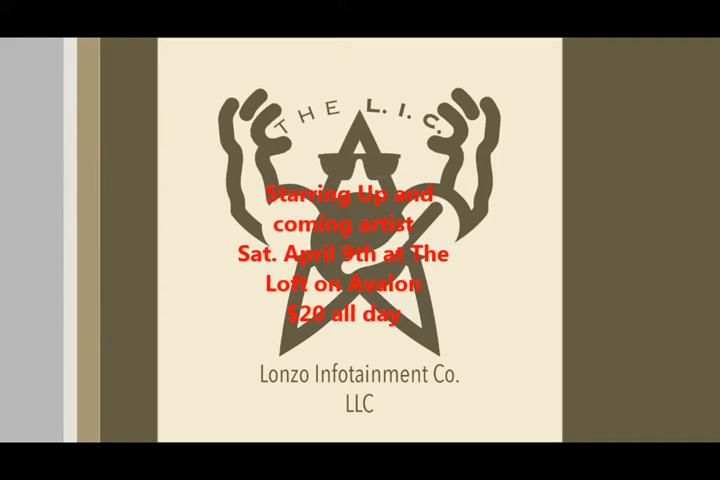 THE L.I.C.
Starring Up and
coming artist
Sat. April 9th at The
Loft on Avalon
$20 all day
Lonzo Infotainment Co.
LLC